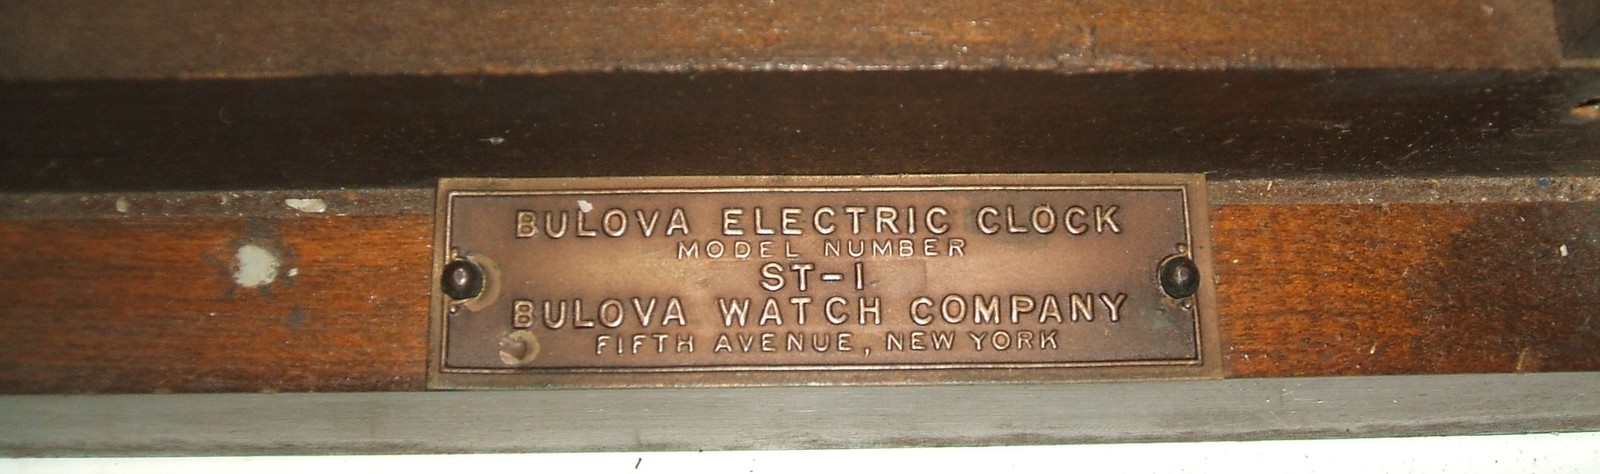 BULOVA ELECTRIC CLOCK
MODEL NUMBER
ST-1
BULOVA WATCH COMPANY
FIFTH AVENUE, NEW YORK